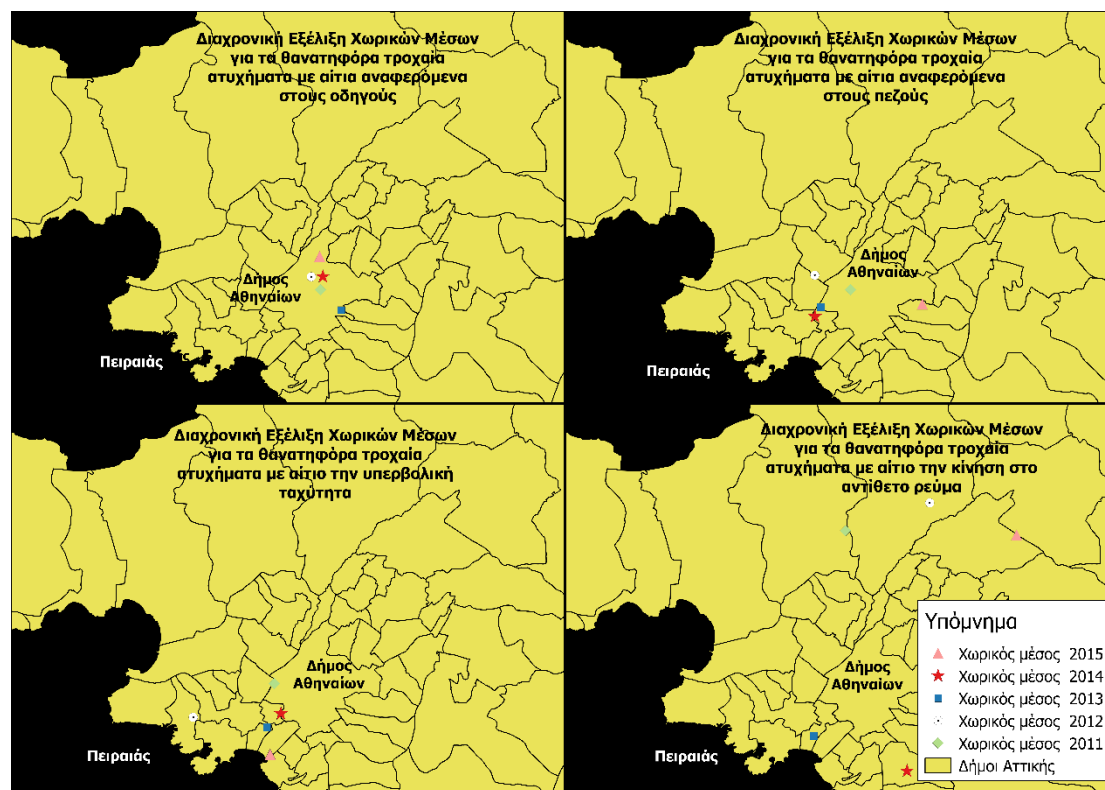 Διαχρονική Εξέλιξη Χωρικών Μέσων
για τα θανατηφόρα τροχαία
ατυχήματα με αίτια αναφερόμενα
στους οδηγούς
Δήμος
Αθηναίων
Πειραιάς
Διαχρονική Εξέλιξη Χωρικών Μέσων
για τα θανατηφόρα τροχαία
ατυχήματα με αίτια αναφερόμενα
στους πεζούς
Δήμος
Αθηναίων
Πειραιάς
Διαχρονική Εξέλιξη Χωρικών Μέσων
για τα θανατηφόρα τροχαία
ατυχήματα με αίτιο την υπερβολική
ταχύτητα
Δήμος
Αθηναίων
Πειραιάς
Διαχρονική Εξέλιξη Χωρικών Μέσων
για τα θανατηφόρα τροχαία
ατυχήματα με αίτιο την κίνηση στο
αντίθετο ρεύμα
Δήμος
Αθηναίων
Πειραιάς
Υπόμνημα
Χωρικός μέσος 2015
Χωρικός μέσος 2014
Χωρικός μέσος 2013
Χωρικός μέσος 2012
Χωρικός μέσος 2011
Δήμοι Αττικής